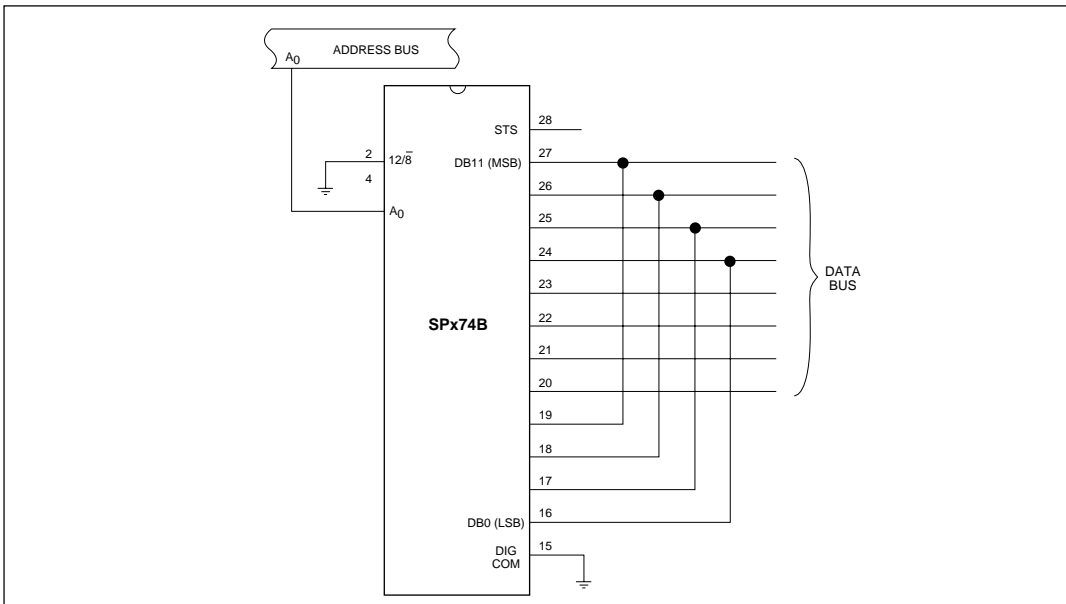 ADDRESS BUS
A0
STS
28
2
12/8̅
DB11 (MSB)
27
4
26
A0
25
24
23
DATA
BUS
22
SPx74B
21
20
19
18
17
16
DB0 (LSB)
15
DIG
COM